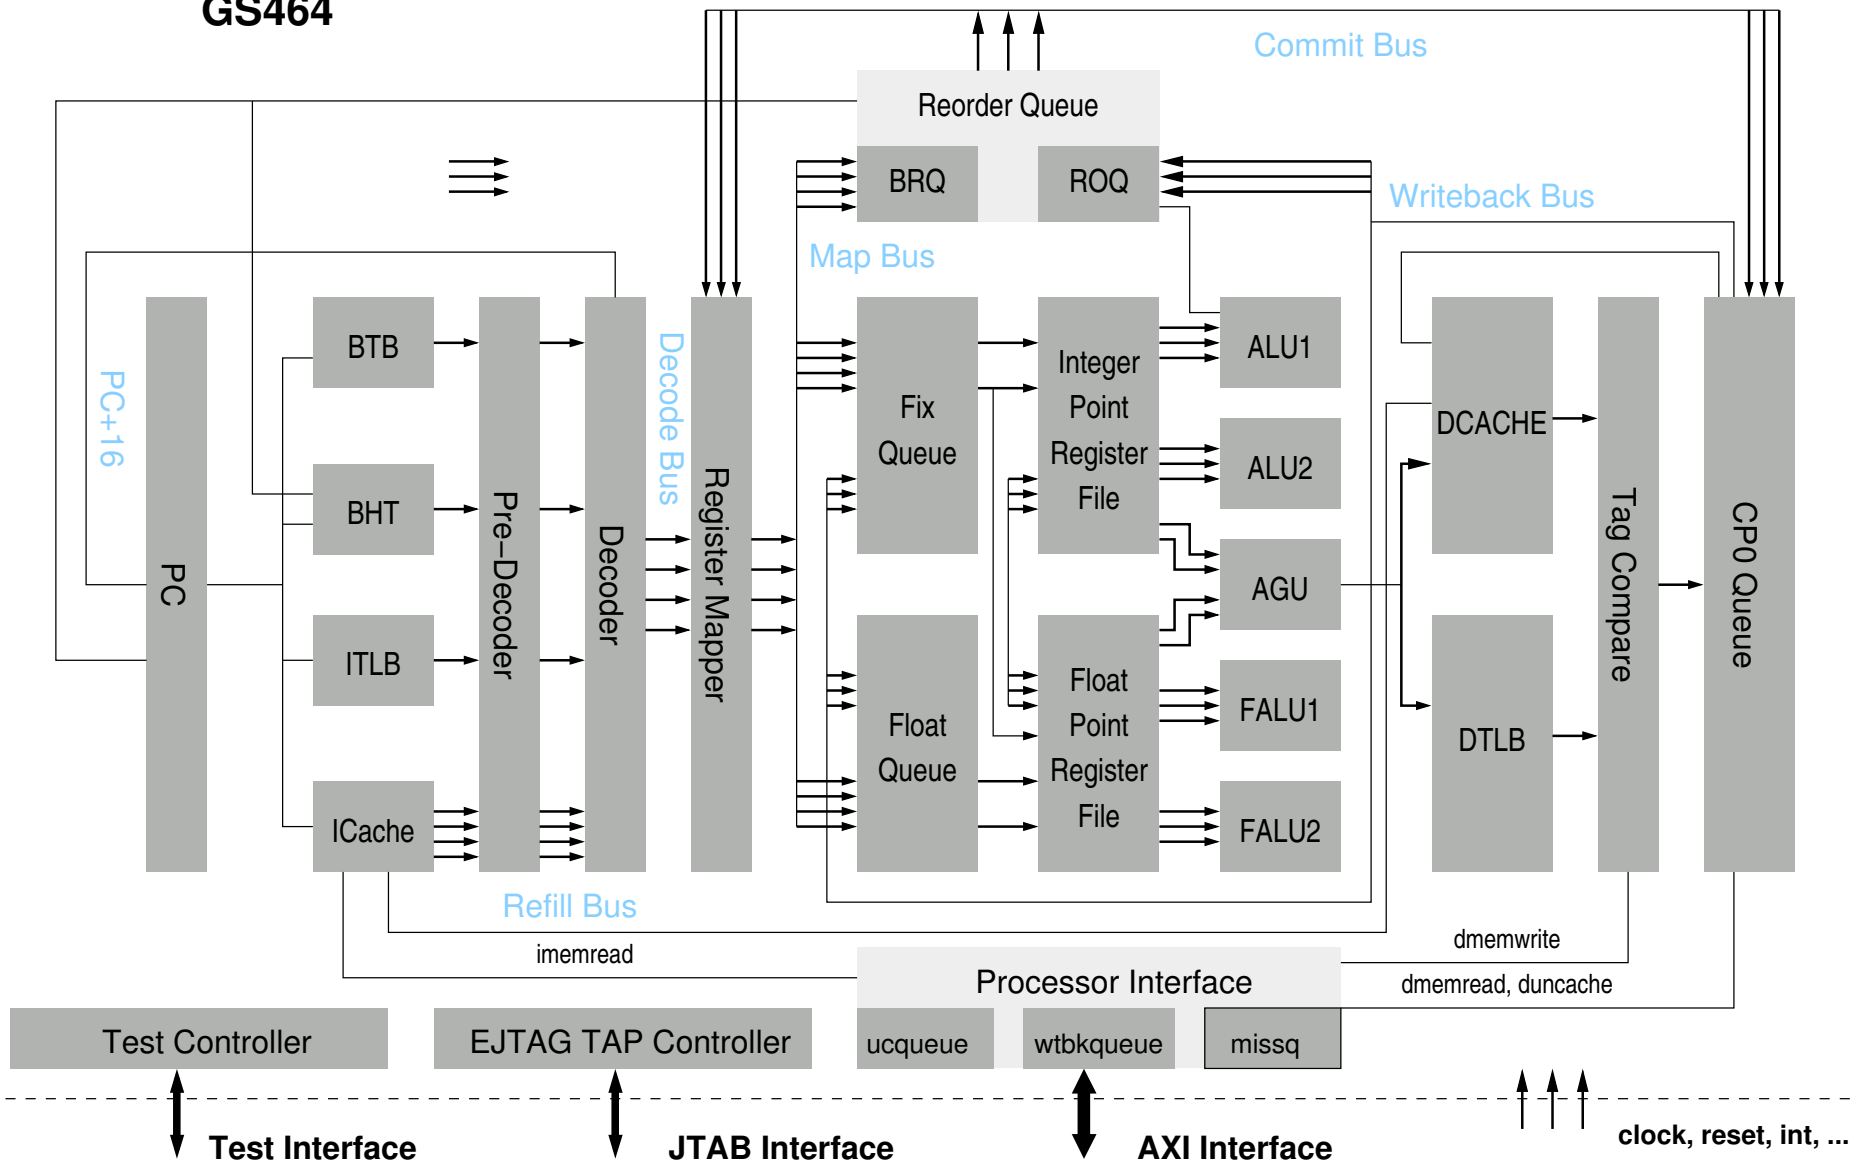 GS464
Commit Bus
Reorder Queue
BRQ
ROQ
Writeback Bus
Map Bus
PC+16
PC
BTB
BHT
ITLB
ICache
Pre-Decoder
Decoder
Decode Bus
Register Mapper
Fix
Queue
Float
Queue
Integer
Point
Register
File
Float
Point
Register
File
ALU1
ALU2
AGU
FALU1
FALU2
DCACHE
DTLB
Tag Compare
CP0 Queue
Refill Bus
imemread
dmemwrite
dmemread, duncache
Processor Interface
ucqueue
wtbkqueue
missq
Test Controller
EJTAG TAP Controller
Test Interface
JTAB Interface
AXI Interface
clock, reset, int, ...